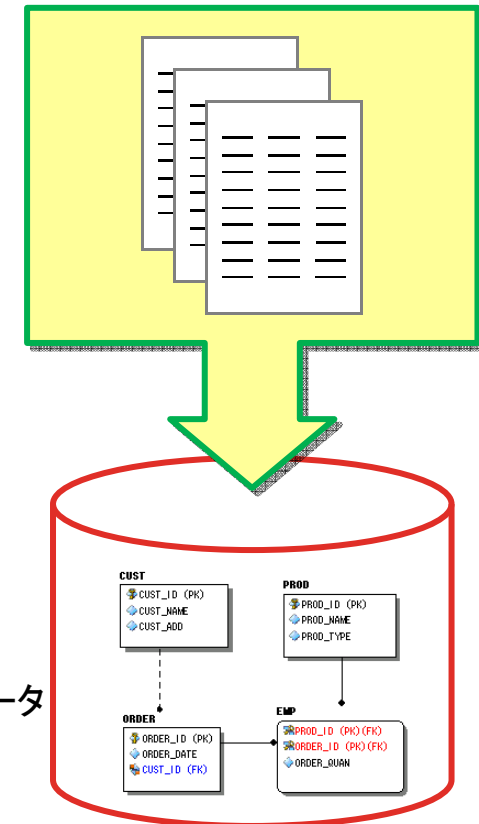 CUST
CUST_ID (PK)
CUST_NAME
CUST_ADD
PROD
PROD_ID (PK)
PROD_NAME
PROD_TYPE
ータ
ORDER
ORDER_ID (PK)
ORDER_DATE
CUST_ID (FK)
EMP
PROD_ID (PK)(FK)
ORDER_ID (PK)(FK)
ORDER_QUAN